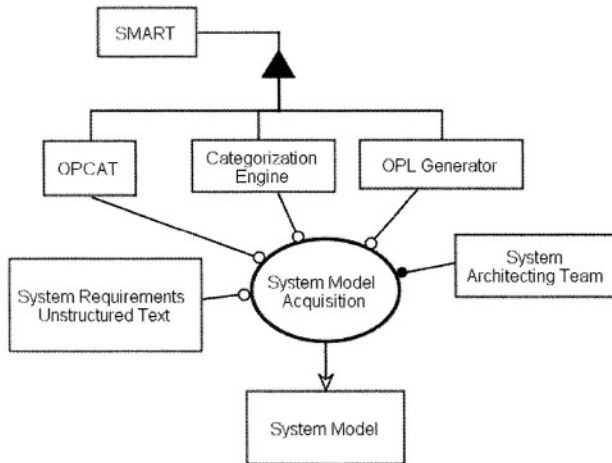 SMART
OPCAT
Categorization
Engine
OPL Generator
System Requirements
Unstructured Text
System Model
Acquisition
System
Architecting Team
System Model